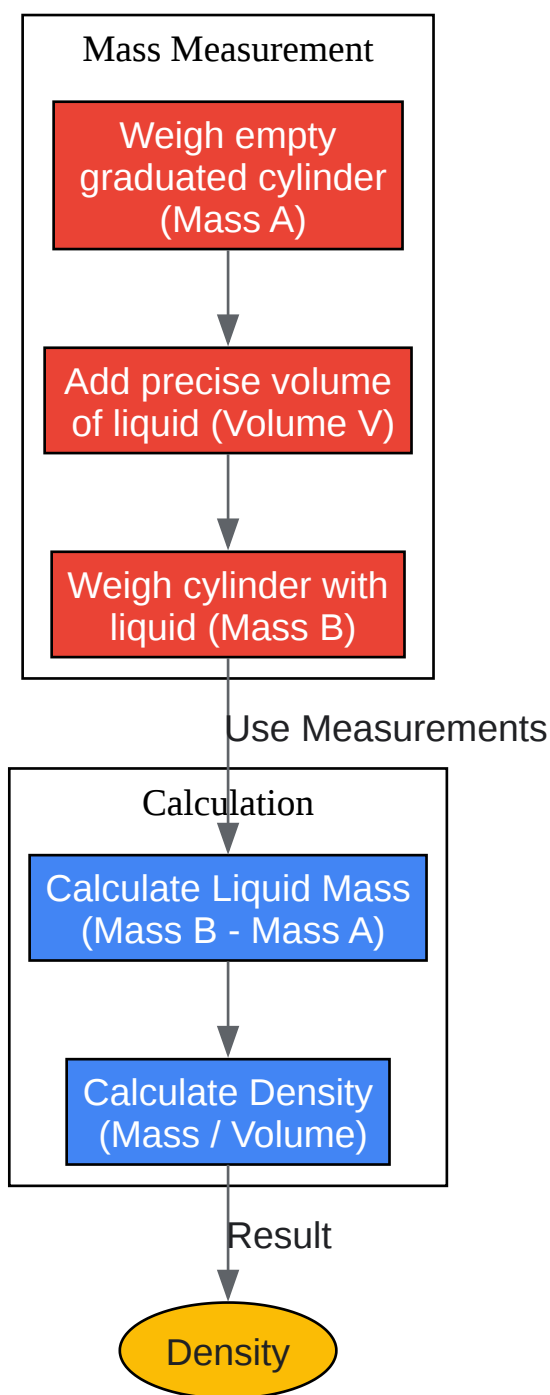 Mass Measurement
Weigh empty
graduated cylinder
(Mass A)
Add precise volume
of liquid (Volume V)
Weigh cylinder with
liquid (Mass B)
Use Measurements
Calculation
Calculate Liquid Mass
(Mass B - Mass A)
Calculate Density
(Mass / Volume)
Result
Density